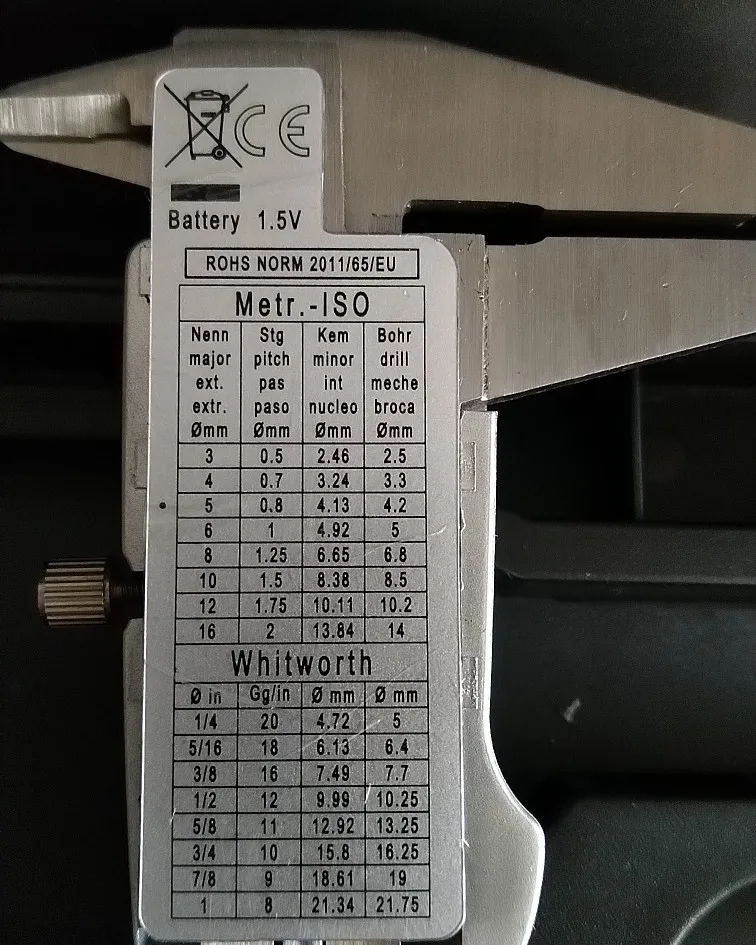 CE
Battery 1.5V
ROHS NORM 2011/65/EU
Metr.-ISO
Nenn Stg Kem Bohr
major pitch minor drill
ext. pas int meche
extr. paso nucleo broca
Ømm Ømm Ømm Ømm
3 0.5 2.46 2.5
4 0.7 3.24 3.3
5 0.8 4.13 4.2
6 1 4.92 5
8 1.25 6.65 6.8
10 1.5 8.38 8.5
12 1.75 10.11 10.2
16 2 13.84 14
Whitworth
Ø in Gg/in Ø mm Ø mm
1/4 20 4.72 5
5/16 18 6.13 6.4
3/8 16 7.49 7.7
1/2 12 9.99 10.25
5/8 11 12.92 13.25
3/4 10 15.8 16.25
7/8 9 18.61 19
1 8 21.34 21.75